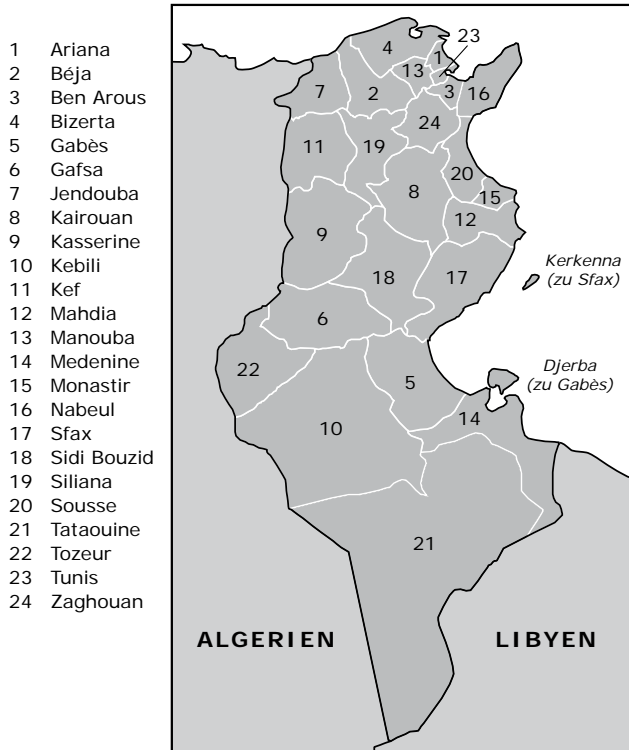 1 Ariana
2 Béja
3 Ben Arous
4 Bizerta
5 Gabès
6 Gafsa
7 Jendouba
8 Kairouan
9 Kasserine
10 Kebili
11 Kef
12 Mahdia
13 Manouba
14 Medenine
15 Monastir
16 Nabeul
17 Sfax
18 Sidi Bouzid
19 Siliana
20 Sousse
21 Tataouine
22 Tozeur
23 Tunis
24 Zaghouan
23
4
1
13
7
2
3
16
24
11
19
20
8
15
12
9
18
17
Kerkenna
(zu Sfax)
6
22
5
Djerba
(zu Gabès)
14
10
21
ALGERIEN
LIBYEN